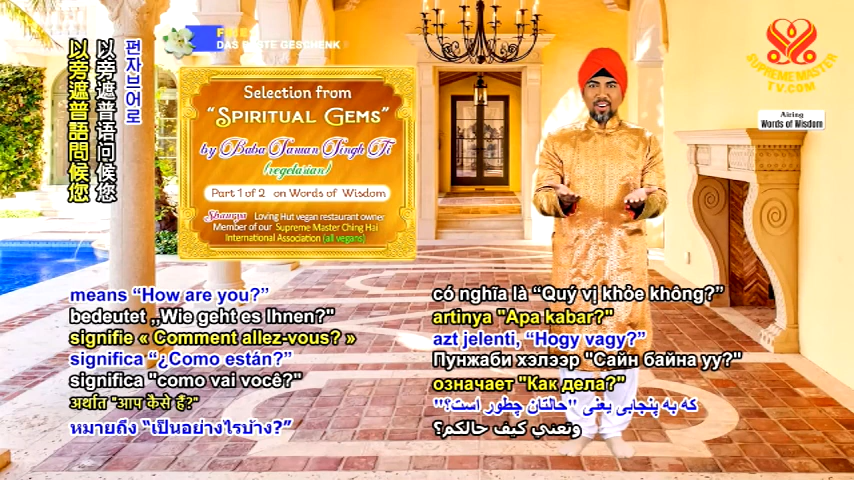 以旁遮普語問候您
以旁遮普语问候您
펀자브어로
DAS
GESCHENK
SUPREME MASTER
TV.COM
Airing
Words of Wisdom
Selection from
"SPIRITUAL GEMS"
by Baba Sawan Singh Ji
(vegetarian)
Part 1 of 2 on Words of Wisdom
Shaurya Loving Hut vegan restaurant owner
Member of our Supreme Master Ching Hai
International Association (all vegans)
means “How are you?”
bedeutet „Wie geht es Ihnen?"
signifie « Comment allez-vous? »
significa “¿Como están?”
significa "como vai você?"
अर्थात "आप कैसे हैं?"
หมายถึง “เป็นอย่างไรบ้าง?”
có nghĩa là “Quý vị khỏe không?”
artinya "Apa kabar?"
azt jelenti, “Hogy vagy?”
Пунжаби хэлээр "Сайн байна уу?"
означает "Как дела?"
که به پنجابی یعنی "حالتان چطور است؟"
وتعني كيف حالكم؟